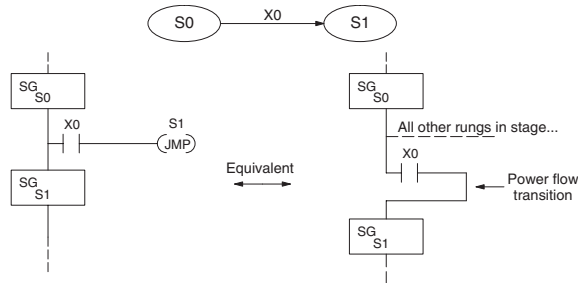 S0 X0 S1
SG
S0
X0
S1
JMP
SG
S1
Equivalent
SG
S0
All other rungs in stage...
X0
Power flow
transition
SG
S1